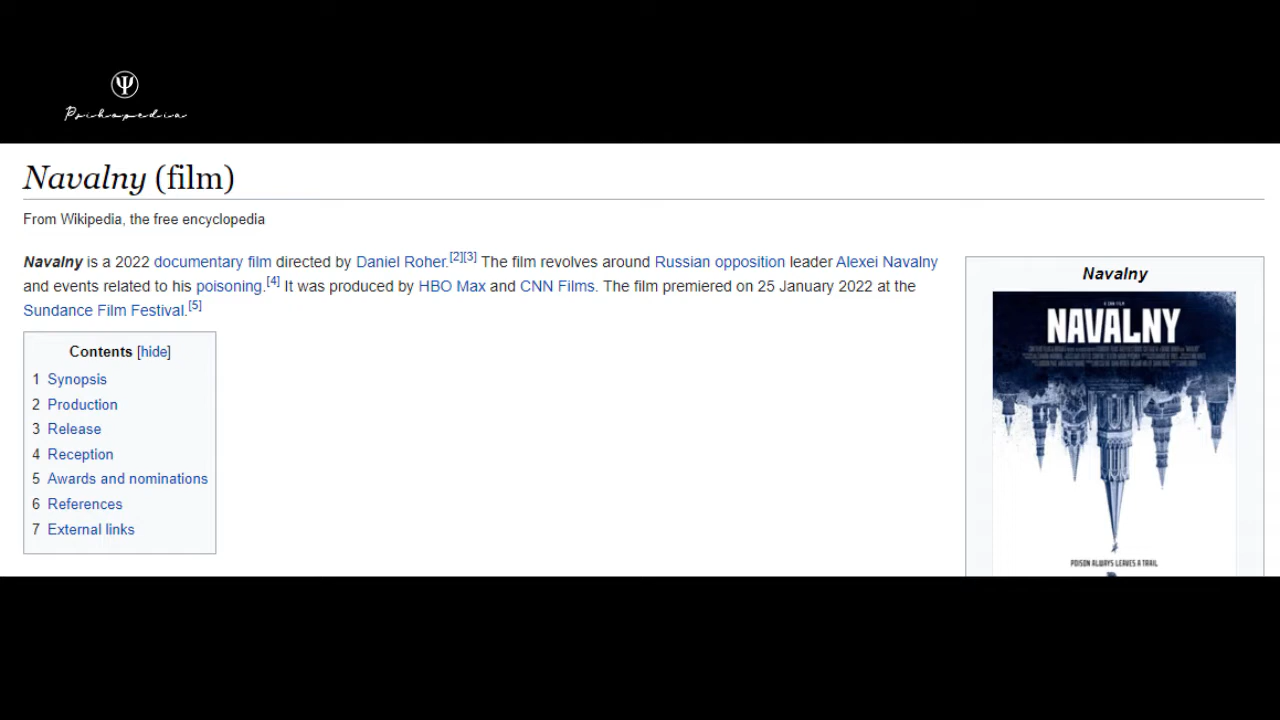 Ψ
Psihopedia
Navalny (film)
From Wikipedia, the free encyclopedia
Navalny is a 2022 documentary film directed by Daniel Roher.[2][3] The film revolves around Russian opposition leader Alexei Navalny
and events related to his poisoning.[4] It was produced by HBO Max and CNN Films. The film premiered on 25 January 2022 at the
Sundance Film Festival.[5]
Contents [hide]
1 Synopsis
2 Production
3 Release
4 Reception
5 Awards and nominations
6 References
7 External links
Navalny
A CNN FILM
NAVALNY
POISON ALWAYS LEAVES A TRAIL